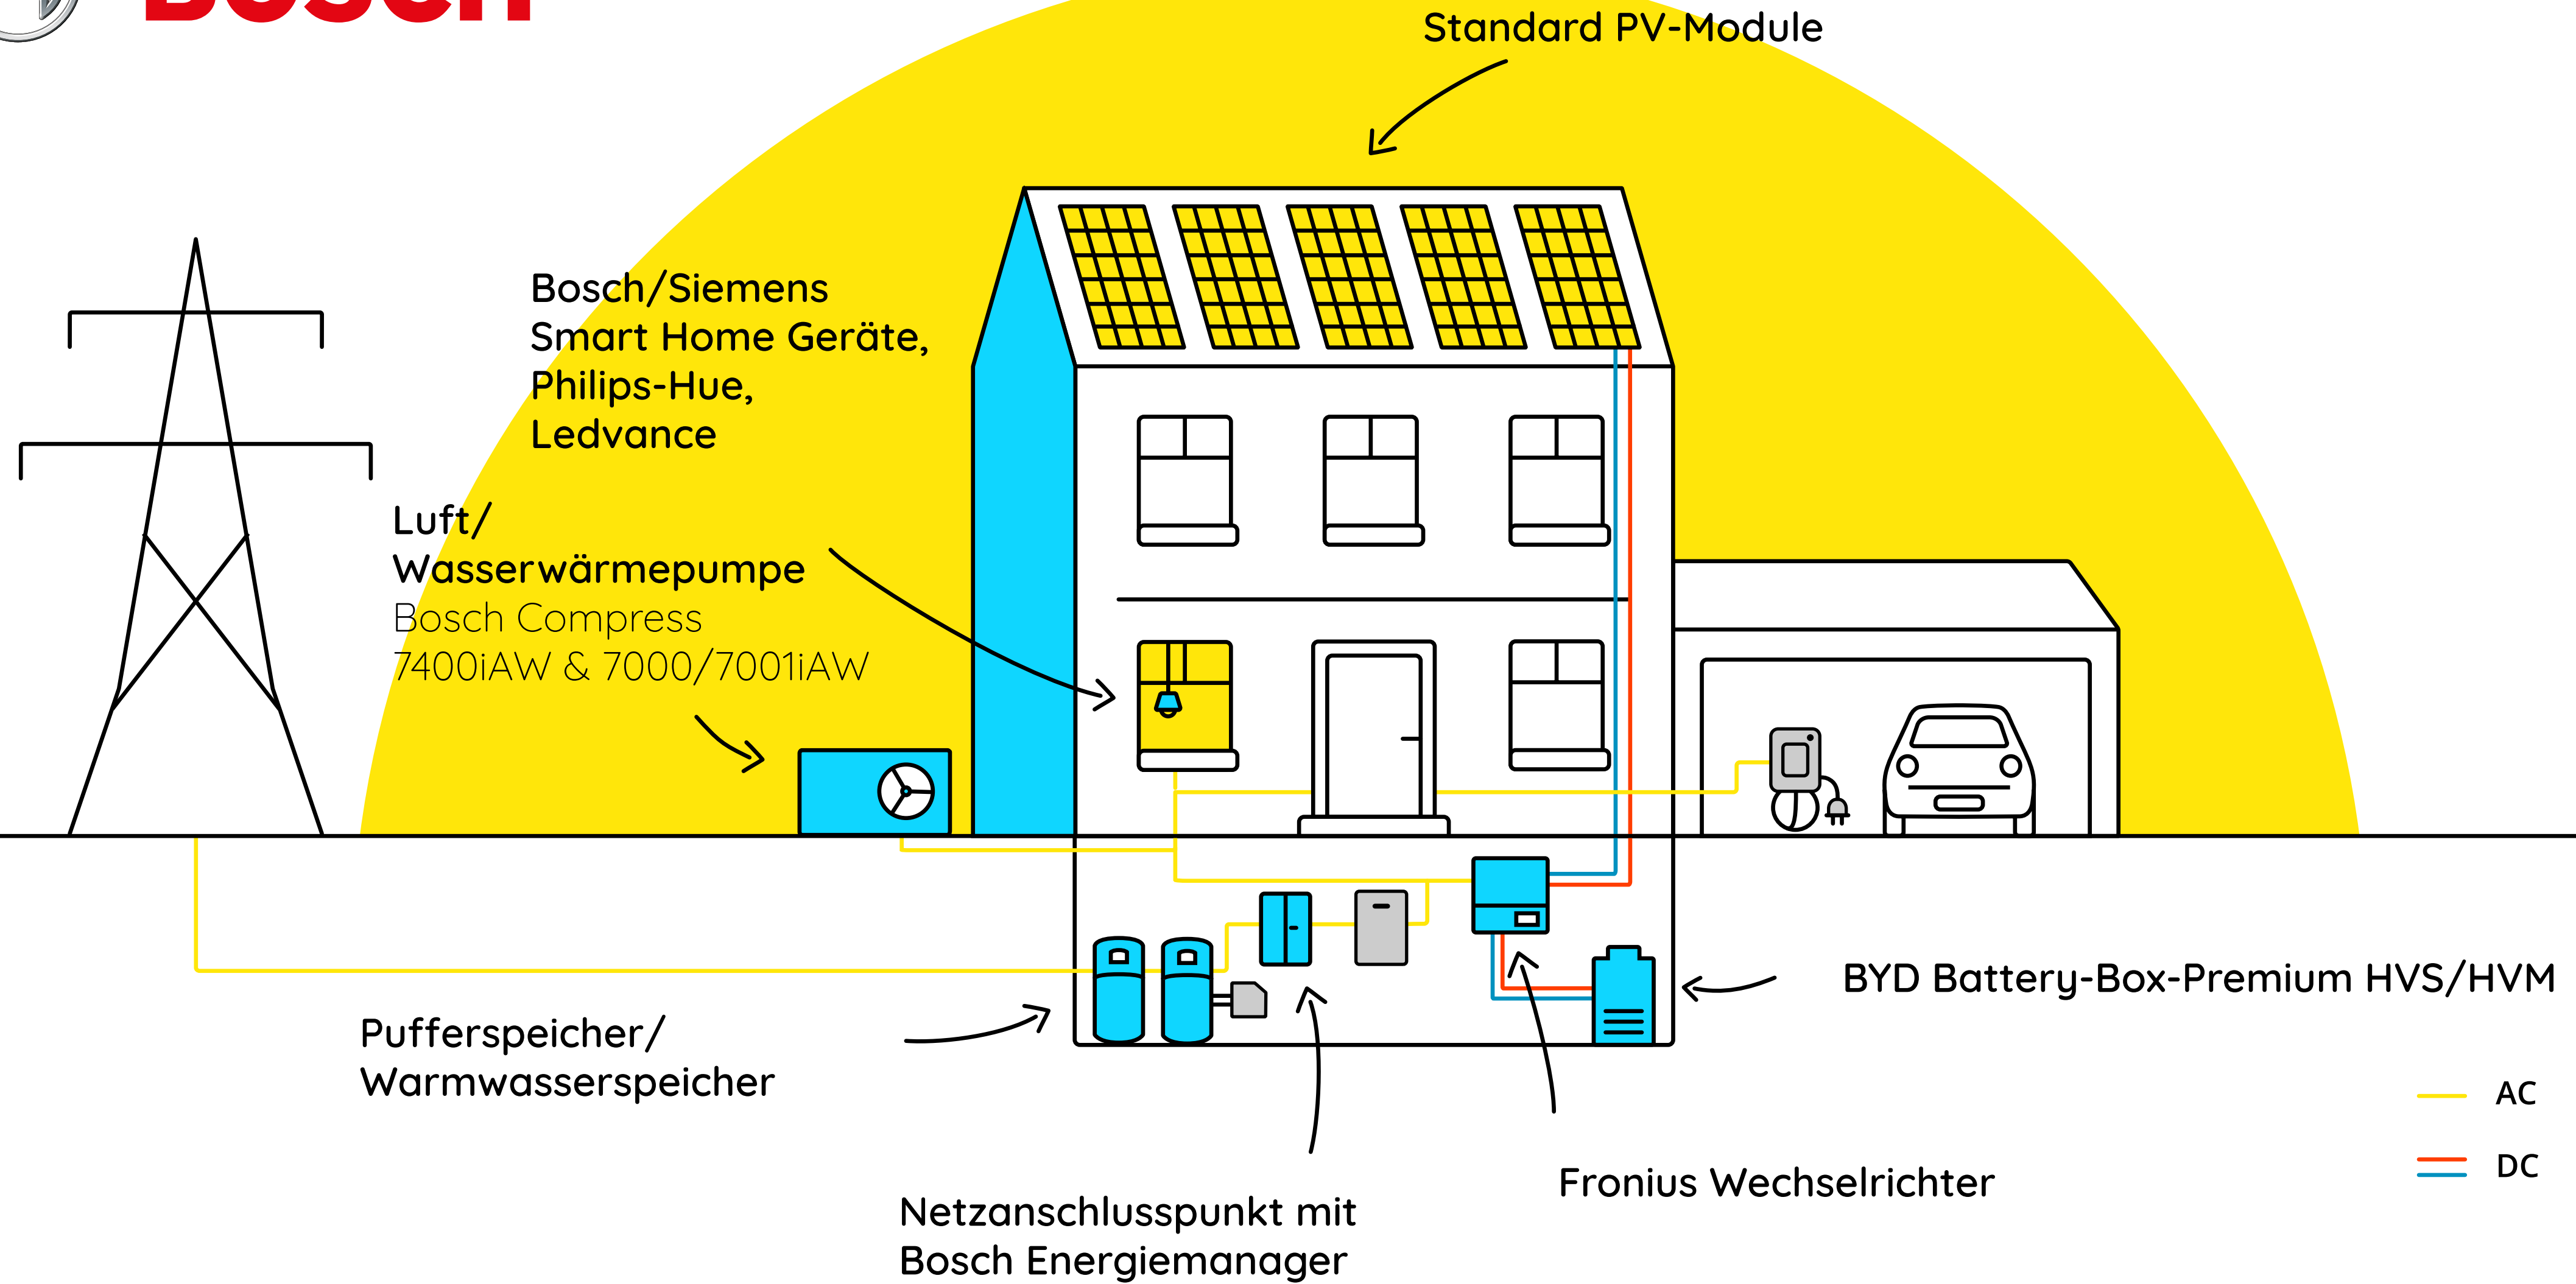 BOSCH
Standard PV-Module
Bosch/Siemens
Smart Home Geräte,
Philips-Hue,
Ledvance
Luft/
Wasserwärmepumpe
Bosch Compress
7400iAW & 7000/7001iAW
BYD Battery-Box-Premium HVS/HVM
Pufferspeicher/
Warmwasserspeicher
AC
DC
Fronius Wechselrichter
Netzanschlusspunkt mit
Bosch Energiemanager